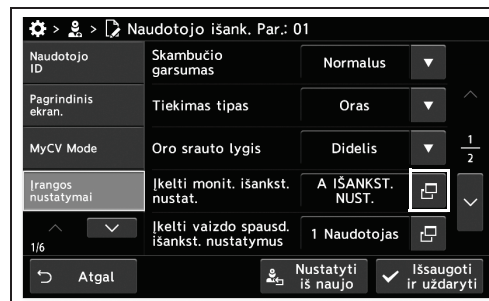 > > Naudotojo išank. Par.: 01
Naudotojo
ID
Skambučio
garsumas
Normalus
Pagrindinis
ekran.
Tiekimas tipas
Oras
MyCV Mode
Oro srauto lygis
Didelis
1
2
Įrangos
nustatymai
Įkelti monit. išankst.
nustat.
A IŠANKST.
NUST.
1/6
Įkelti vaizdo spausd.
išankst. nustatymus
1 Naudotojas
Atgal
Nustatyti
iš naujo
Išsaugoti
ir uždaryti